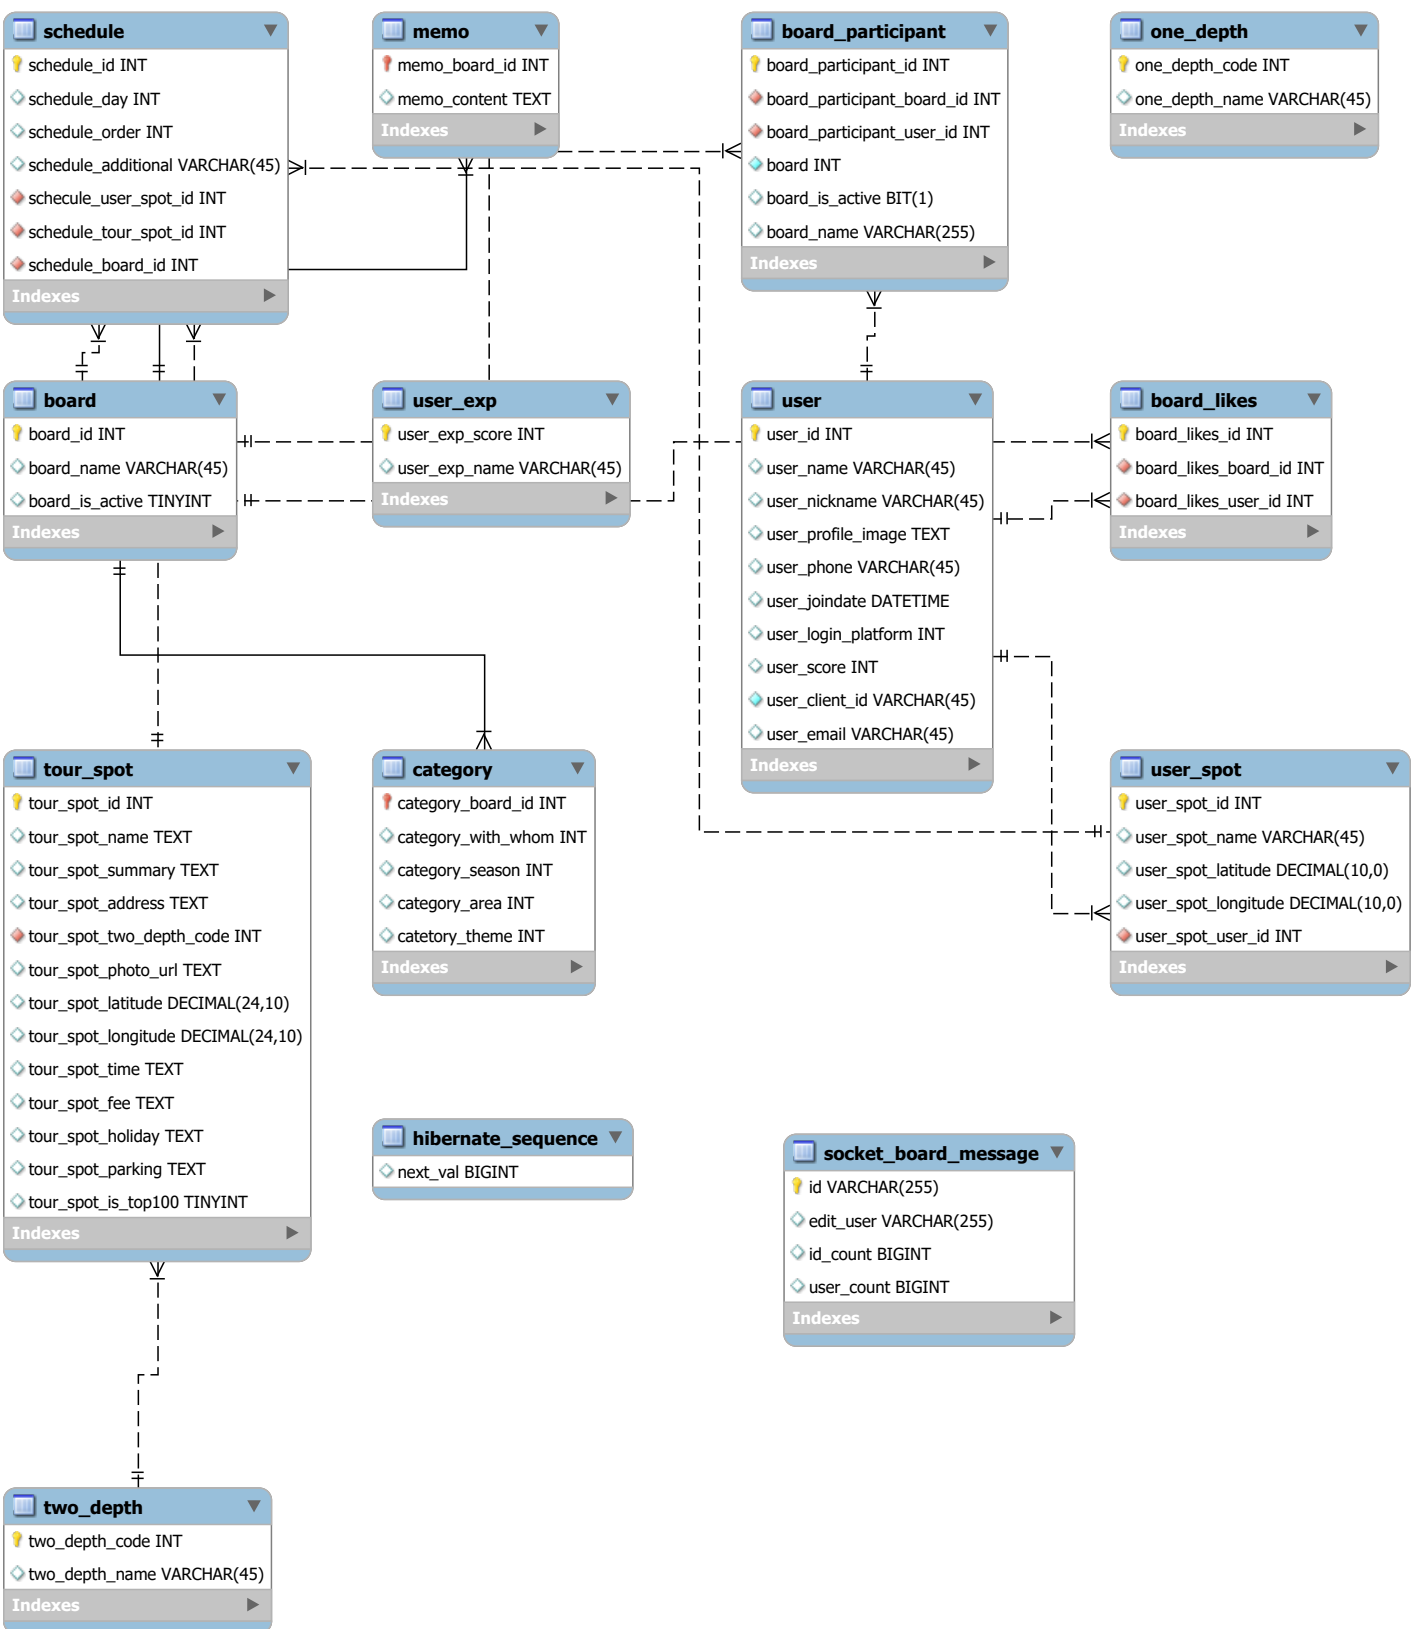 schedule
schedule_id INT
schedule_day INT
schedule_order INT
schedule_additional VARCHAR(45)
schecule_user_spot_id INT
schedule_tour_spot_id INT
schedule_board_id INT
Indexes
memo
memo_board_id INT
memo_content TEXT
Indexes
board_participant
board_participant_id INT
board_participant_board_id INT
board_participant_user_id INT
board INT
board_is_active BIT(1)
board_name VARCHAR(255)
Indexes
one_depth
one_depth_code INT
one_depth_name VARCHAR(45)
Indexes
board
board_id INT
board_name VARCHAR(45)
board_is_active TINYINT
Indexes
user_exp
user_exp_score INT
user_exp_name VARCHAR(45)
Indexes
user
user_id INT
user_name VARCHAR(45)
user_nickname VARCHAR(45)
user_profile_image TEXT
user_phone VARCHAR(45)
user_joindate DATETIME
user_login_platform INT
user_score INT
user_client_id VARCHAR(45)
user_email VARCHAR(45)
Indexes
board_likes
board_likes_id INT
board_likes_board_id INT
board_likes_user_id INT
Indexes
tour_spot
tour_spot_id INT
tour_spot_name TEXT
tour_spot_summary TEXT
tour_spot_address TEXT
tour_spot_two_depth_code INT
tour_spot_photo_url TEXT
tour_spot_latitude DECIMAL(24,10)
tour_spot_longitude DECIMAL(24,10)
tour_spot_time TEXT
tour_spot_fee TEXT
tour_spot_holiday TEXT
tour_spot_parking TEXT
tour_spot_is_top100 TINYINT
Indexes
category
category_board_id INT
category_with_whom INT
category_season INT
category_area INT
catetory_theme INT
Indexes
user_spot
user_spot_id INT
user_spot_name VARCHAR(45)
user_spot_latitude DECIMAL(10,0)
user_spot_longitude DECIMAL(10,0)
user_spot_user_id INT
Indexes
hibernate_sequence
next_val BIGINT
socket_board_message
id VARCHAR(255)
edit_user VARCHAR(255)
id_count BIGINT
user_count BIGINT
Indexes
two_depth
two_depth_code INT
two_depth_name VARCHAR(45)
Indexes